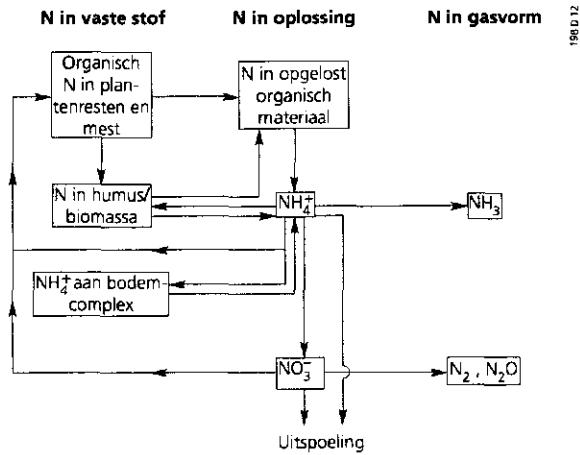 N in vaste stof
N in oplossing
N in gasvorm
198 D 12
Organisch
N in plan-
tenresten en
mest
N in opgelost
organisch
materiaal
N in humus/
biomassa
NH₄⁺
NH₃
NH₄⁺ aan bodem-
complex
NO₃⁻
N₂ , N₂O
Uitspoeling